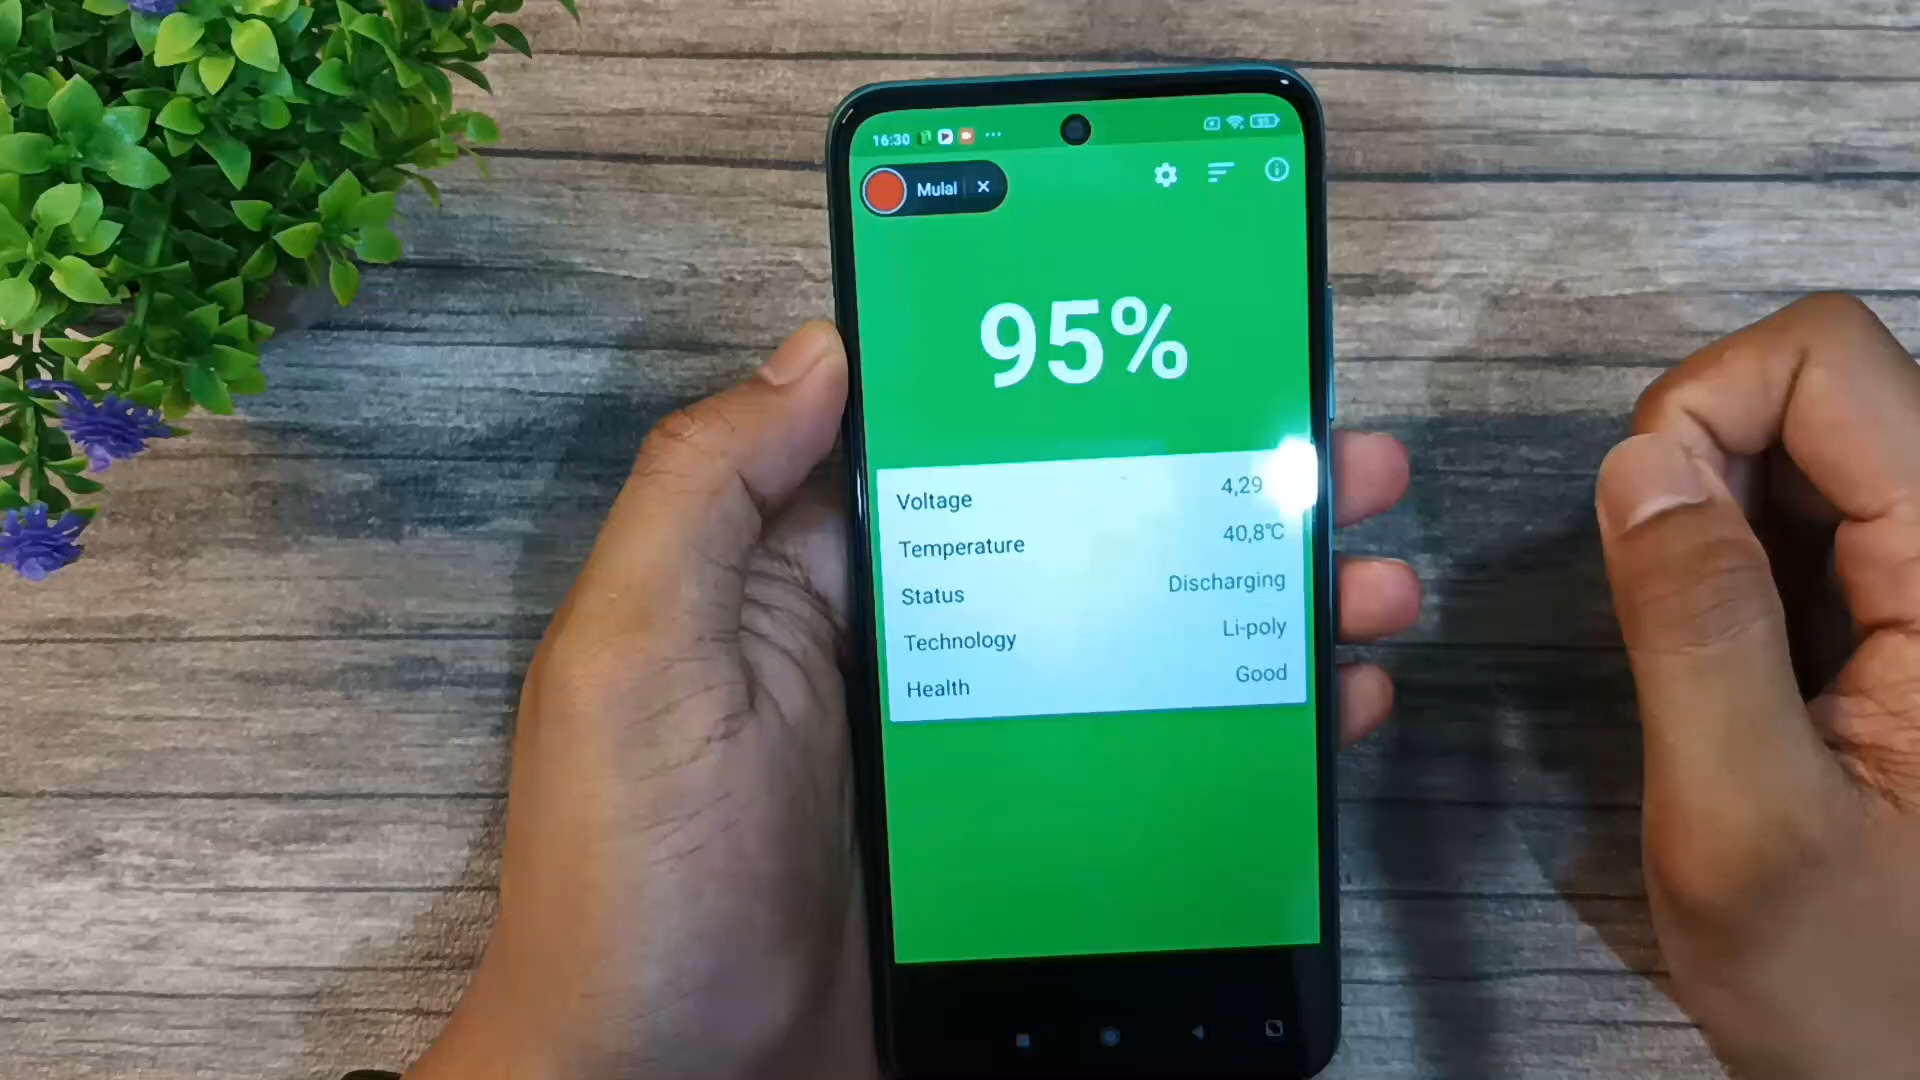 16:30
Mulai
95%
Voltage 4,29
Temperature 40,8℃
Status Discharging
Technology Li-poly
Health Good